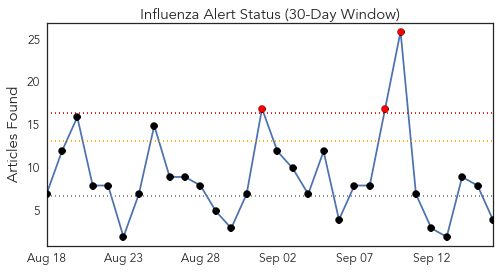 Influenza Alert Status (30-Day Window)
Articles Found
25
20
15
10
5
Aug 18
Aug 23
Aug 28
Sep 02
Sep 07
Sep 12